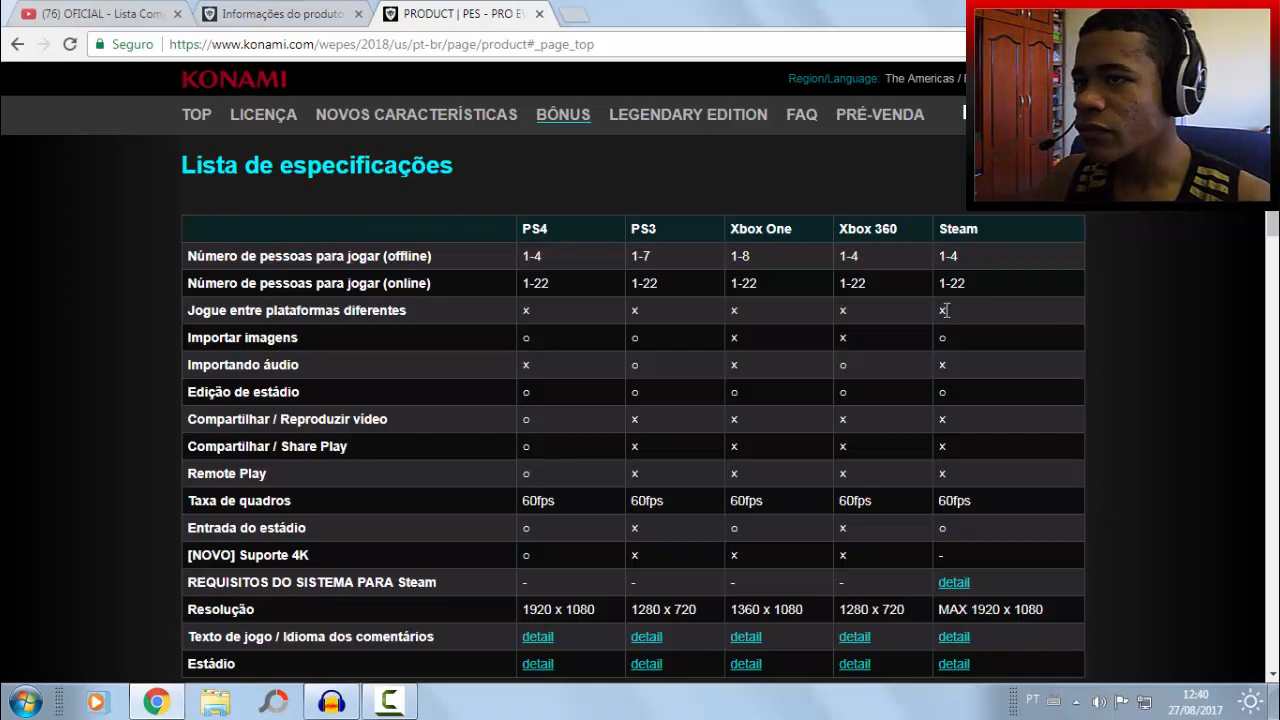 (76) OFICIAL - Lista Com
Informações do produto
PRODUCT | PES - PRO E
Seguro
https://www.konami.com/wepes/2018/us/pt-br/page/product#_page_top
KONAMI
Region/Language: The Americas /
TOP LICENÇA NOVOS CARACTERÍSTICAS BÔNUS LEGENDARY EDITION FAQ PRÉ-VENDA
Lista de especificações
PS4 PS3 Xbox One Xbox 360 Steam
Número de pessoas para jogar (offline) 1-4 1-7 1-8 1-4 1-4
Número de pessoas para jogar (online) 1-22 1-22 1-22 1-22 1-22
Jogue entre plataformas diferentes x x x x x
Importar imagens ○ ○ x x ○
Importando áudio x ○ x ○ x
Edição de estádio ○ ○ ○ ○ ○
Compartilhar / Reproduzir vídeo ○ x x x x
Compartilhar / Share Play ○ x x x x
Remote Play ○ x x x x
Taxa de quadros 60fps 60fps 60fps 60fps 60fps
Entrada do estádio ○ x ○ x ○
[NOVO] Suporte 4K ○ x x x -
REQUISITOS DO SISTEMA PARA Steam - - - - detail
Resolução 1920 x 1080 1280 x 720 1360 x 1080 1280 x 720 MAX 1920 x 1080
Texto de jogo / Idioma dos comentários detail detail detail detail detail
Estádio detail detail detail detail detail
PT
12:40
27/08/2017